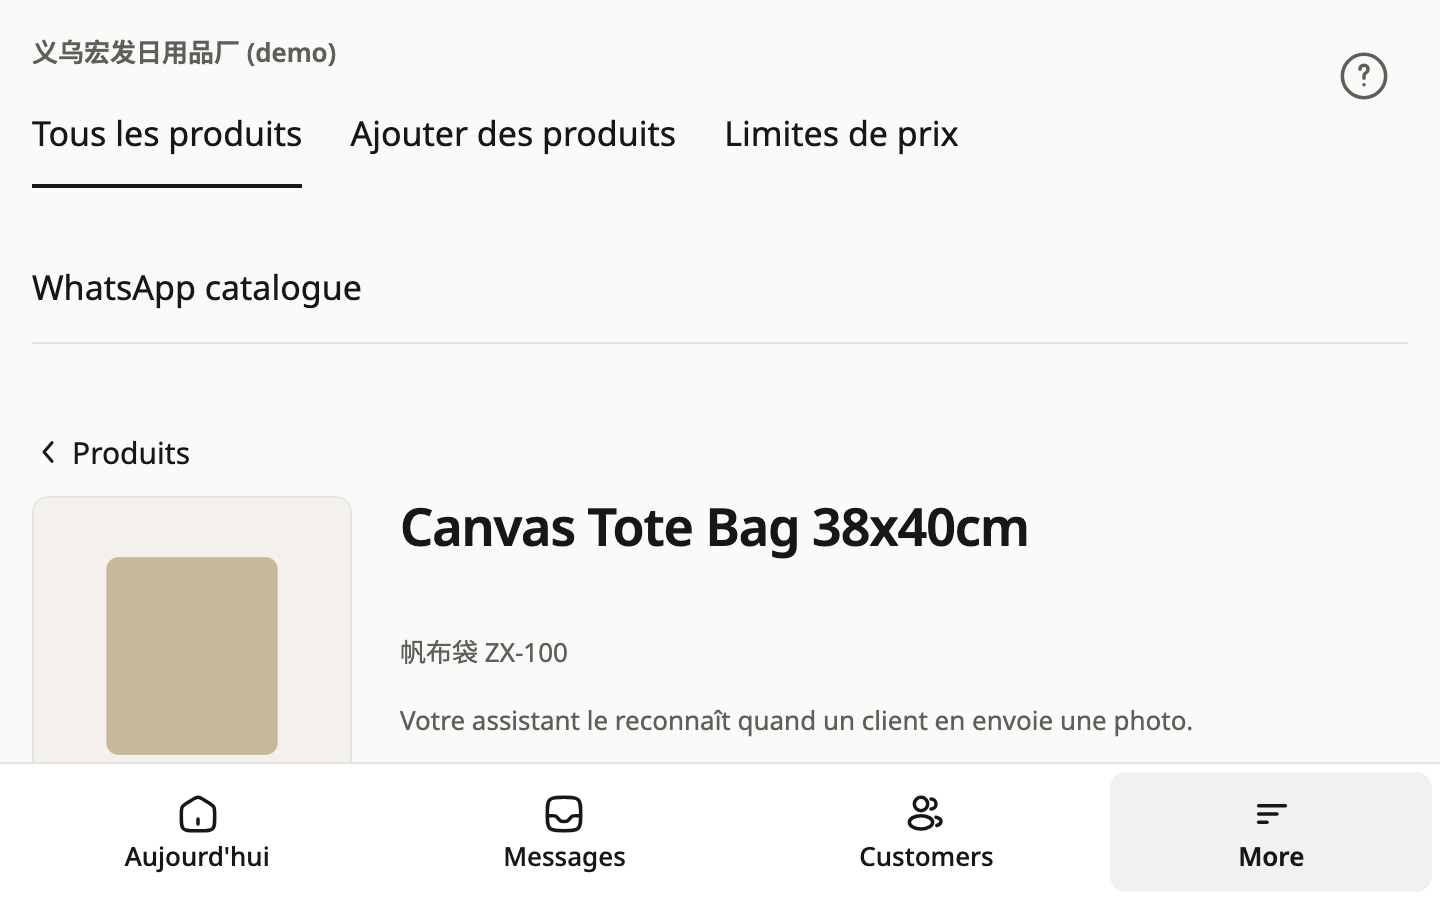 义乌宏发日用品厂 (demo)
?
Tous les produits Ajouter des produits Limites de prix
WhatsApp catalogue
Produits
Canvas Tote Bag 38x40cm
帆布袋 ZX-100
Votre assistant le reconnaît quand un client en envoie une photo.
Aujourd'hui Messages Customers More